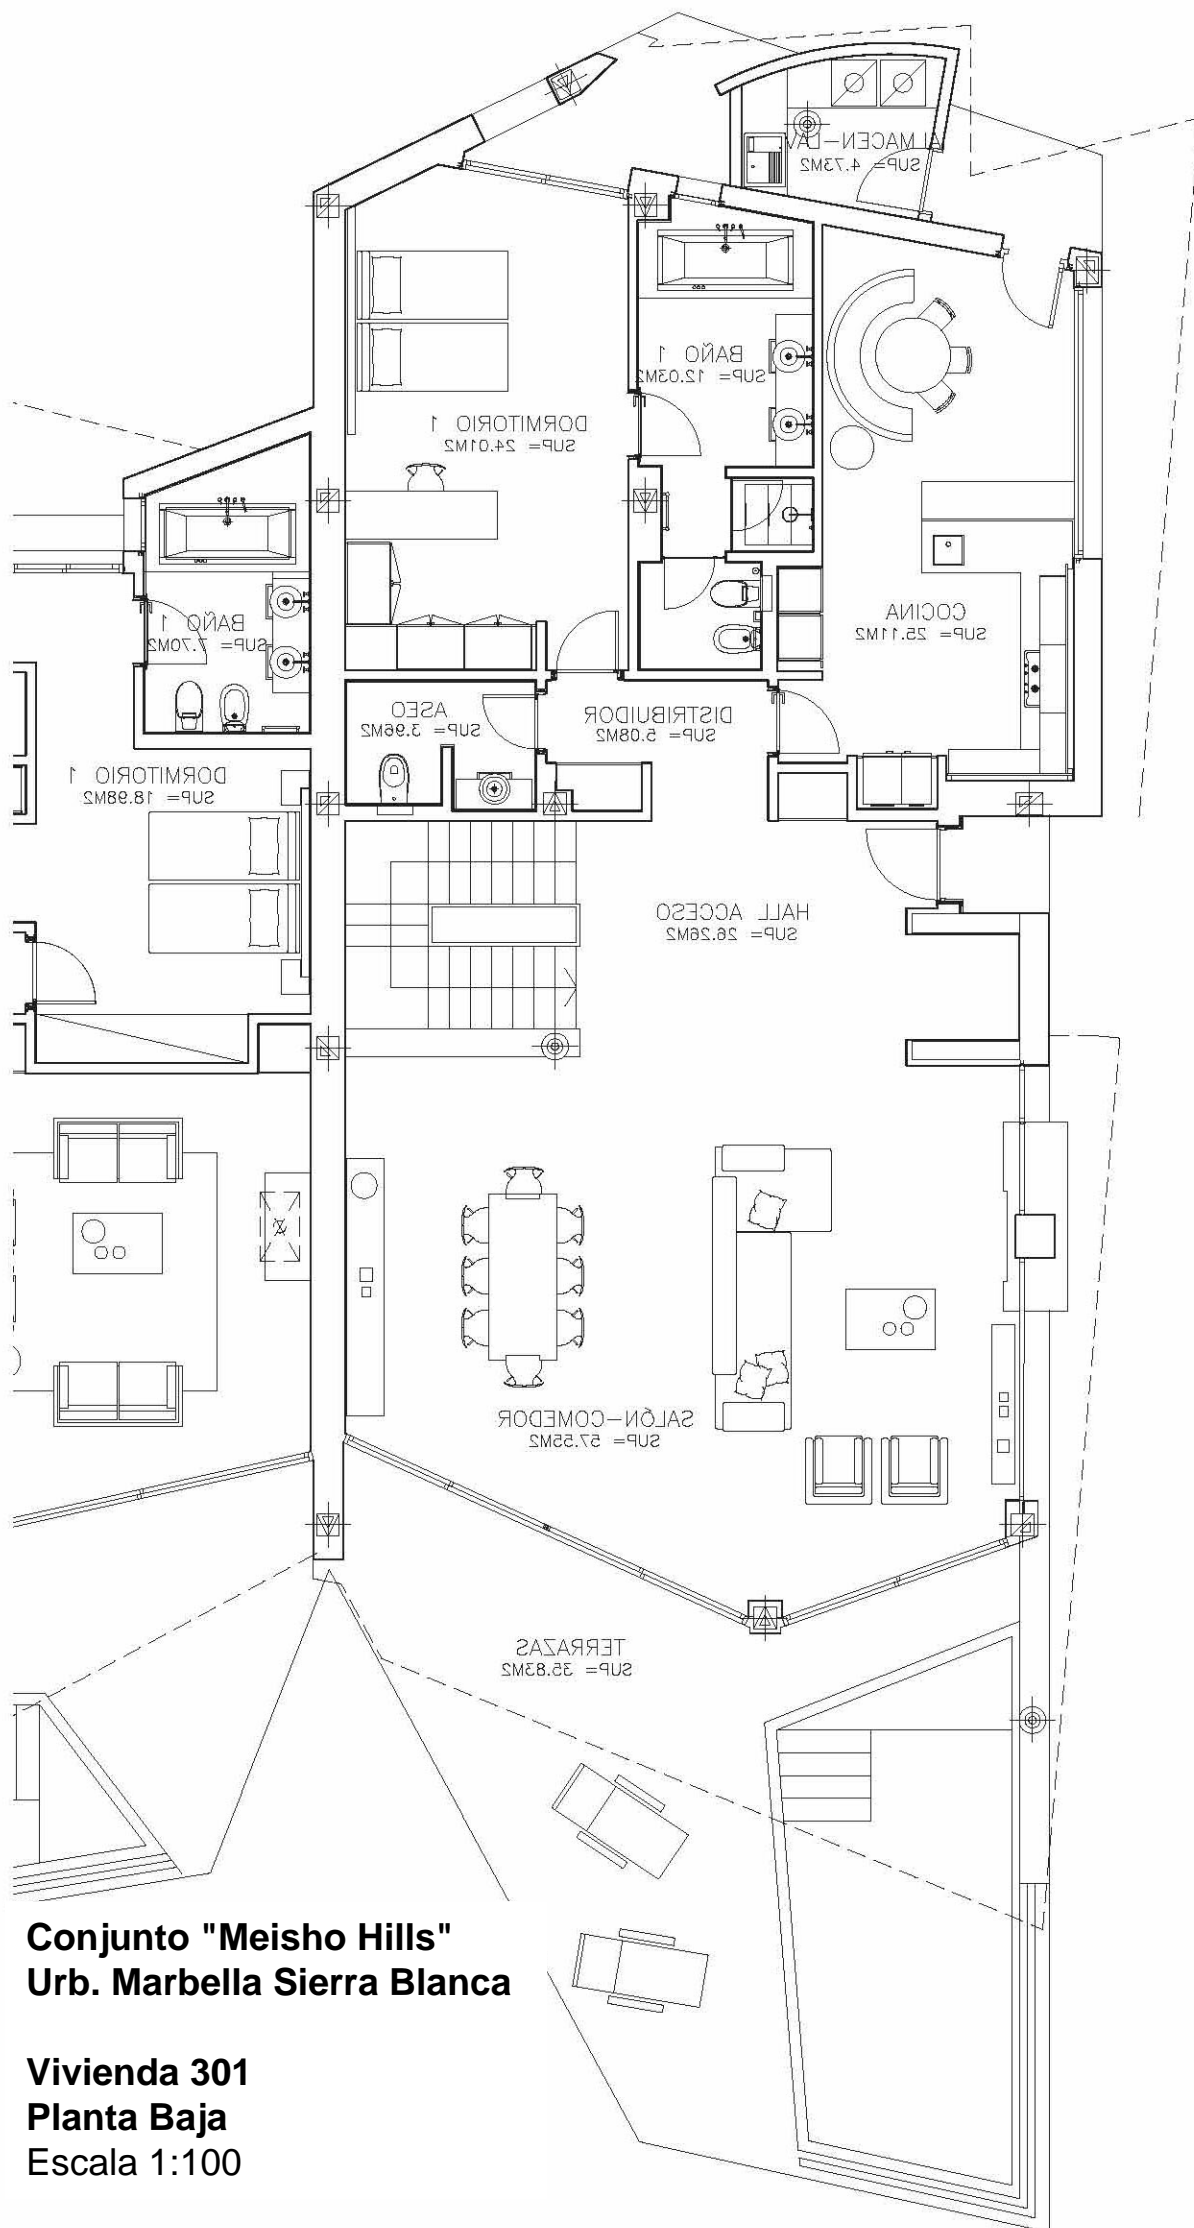 ALMACEN-LAV
SUP= 4.73M2
BAÑO 1
SUP= 12.03M2
DORMITORIO 1
SUP= 24.01M2
COCINA
SUP= 25.11M2
BAÑO 1
SUP= 7.70M2
ASEO
SUP= 3.96M2
DISTRIBUIDOR
SUP= 5.08M2
DORMITORIO 1
SUP= 18.98M2
HALL ACCESO
SUP= 26.26M2
SALÓN-COMEDOR
SUP= 57.55M2
TERRAZAS
SUP= 35.83M2
Conjunto "Meisho Hills"
Urb. Marbella Sierra Blanca
Vivienda 301
Planta Baja
Escala 1:100